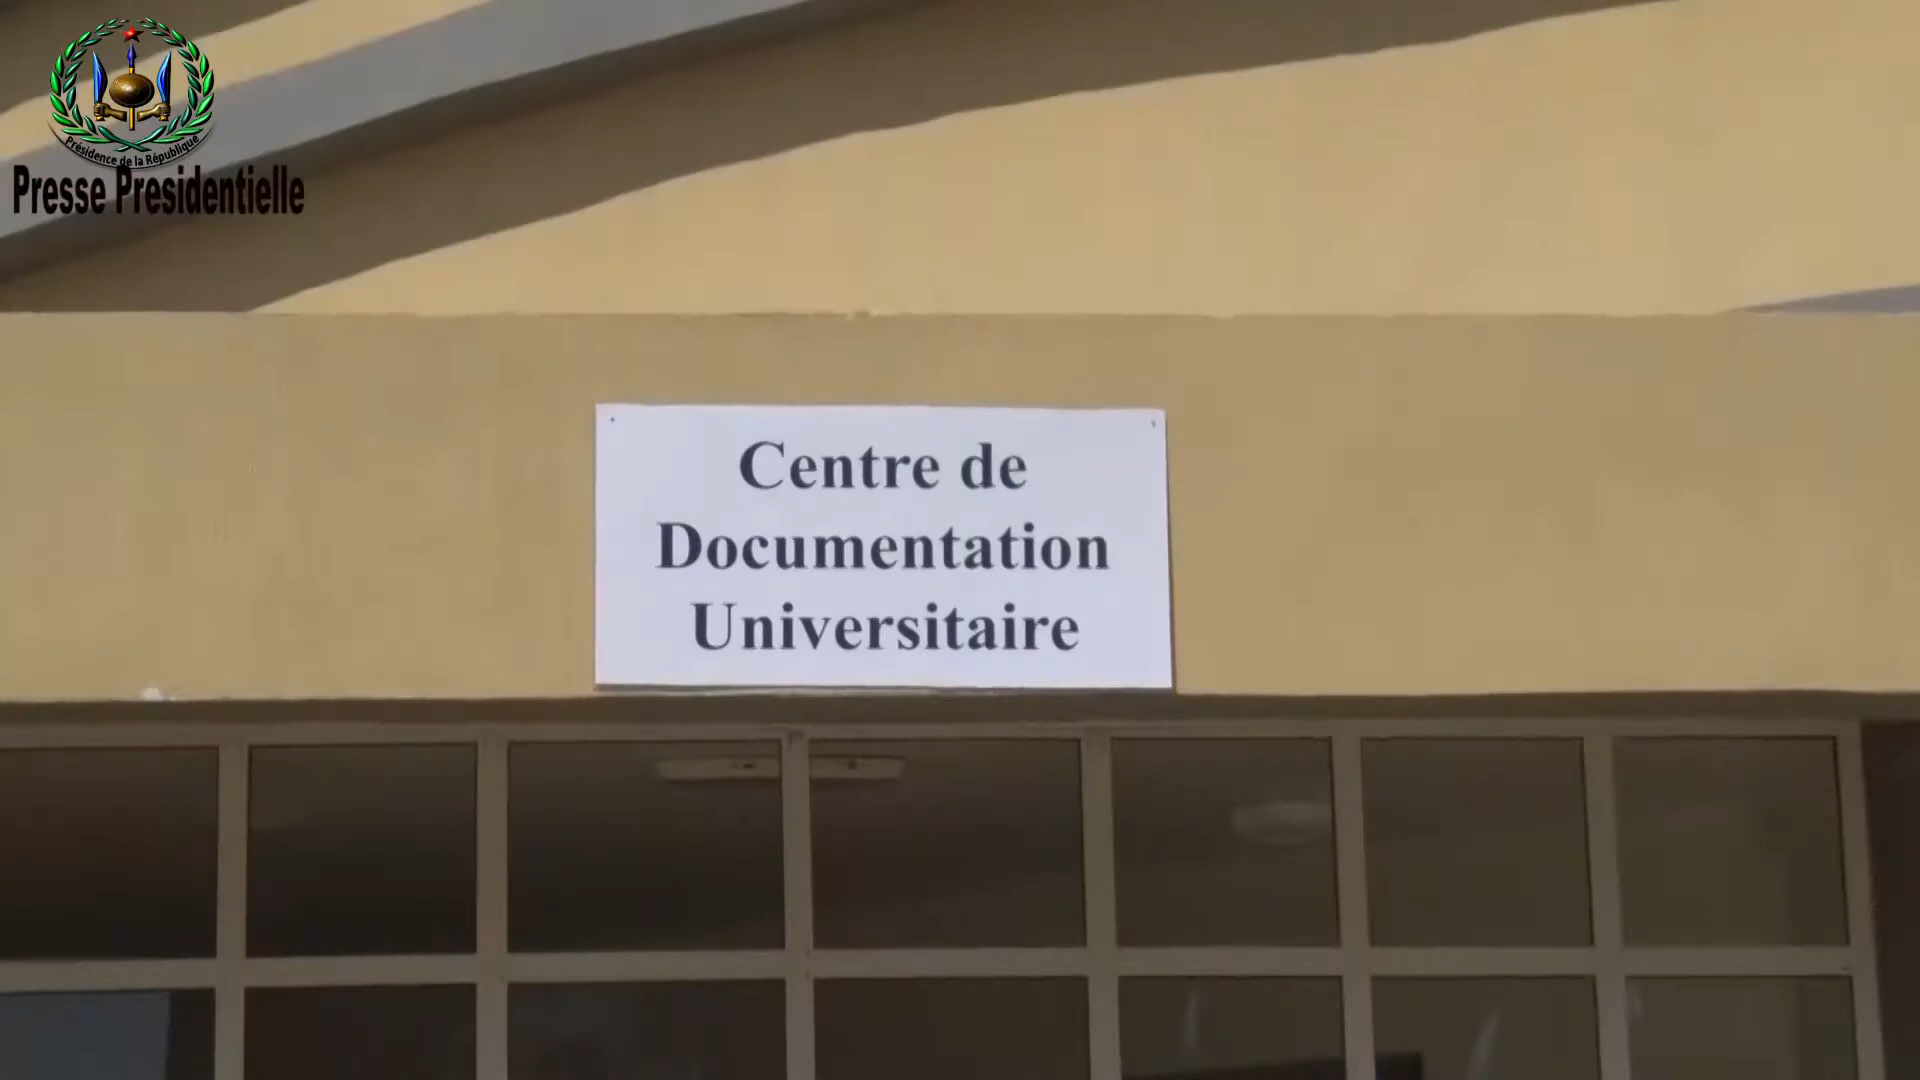 Présidence de la République
Presse Presidentielle
Centre de
Documentation
Universitaire